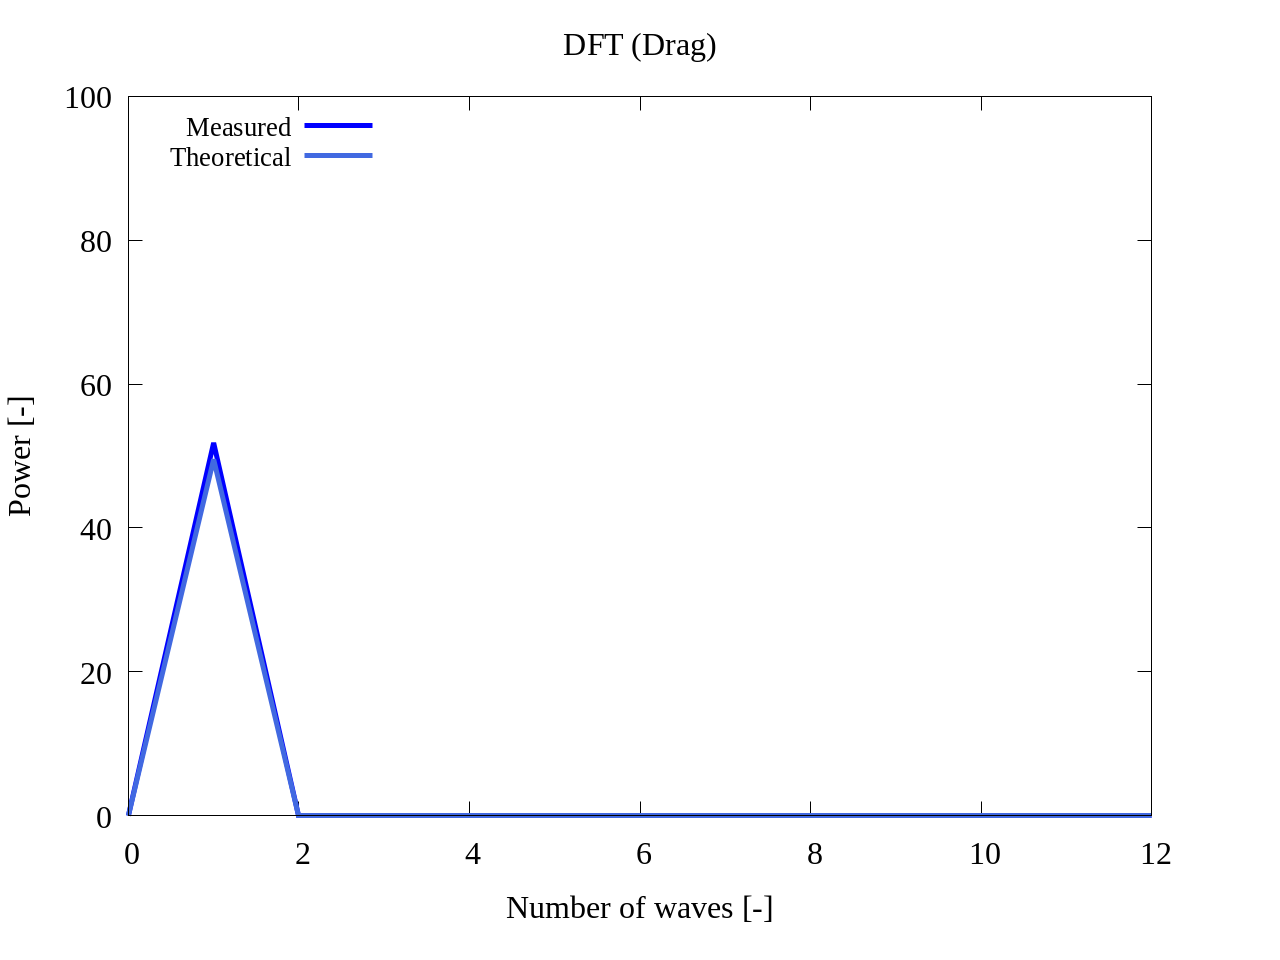 DFT (Drag)
100
80
60
40
20
0
Measured
Theoretical
Power [-]
0 2 4 6 8 10 12
Number of waves [-]